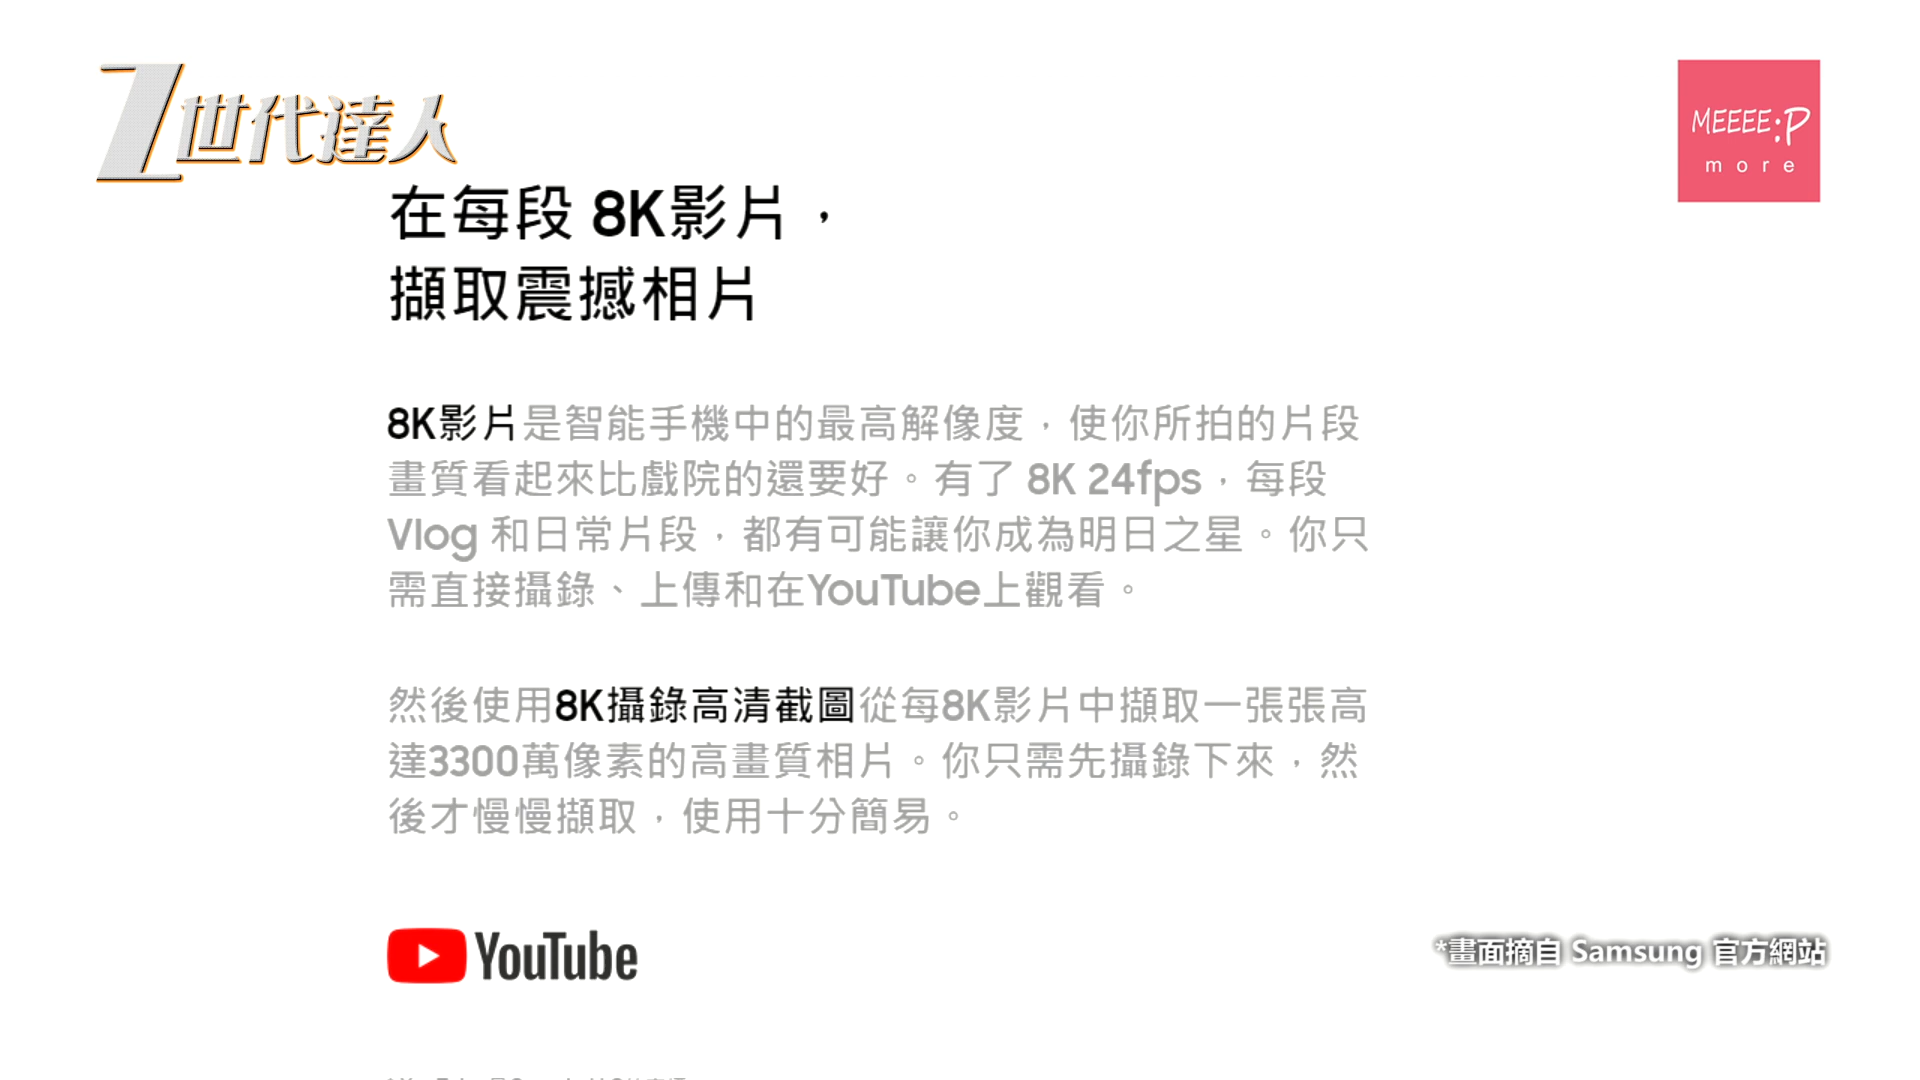 Z世代達人
MEEEE:P
more
在每段 8K影片，
擷取震撼相片
8K影片是智能手機中的最高解像度，使你所拍的片段
畫質看起來比戲院的還要好。有了 8K 24fps，每段
Vlog 和日常片段，都有可能讓你成為明日之星。你只
需直接攝錄、上傳和在YouTube上觀看。
然後使用8K攝錄高清截圖從每8K影片中擷取一張張高
達3300萬像素的高畫質相片。你只需先攝錄下來，然
後才慢慢擷取，使用十分簡易。
YouTube
*畫面摘自 Samsung 官方網站